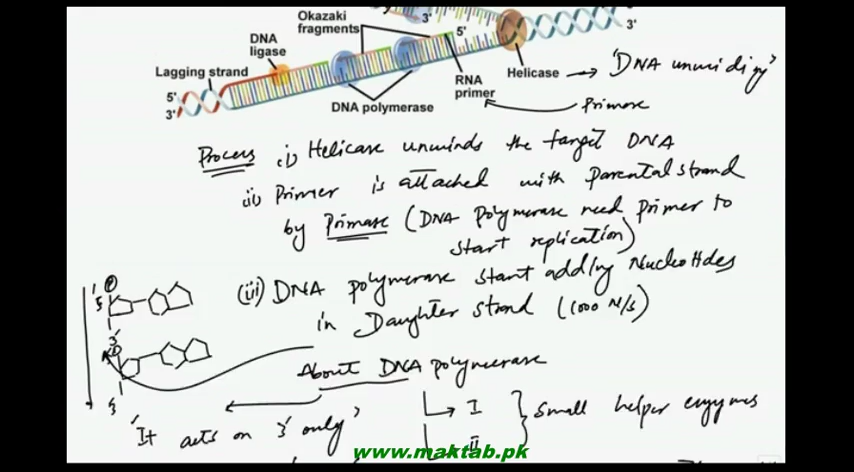 Okazaki fragments
3'
5'
3'
DNA ligase
Lagging strand
RNA primer
Helicase → 'DNA unwinding'
5'
3'
DNA polymerase
Primase
Process i) Helicase unwinds the target DNA
ii) Primer is attached with parental strand
by Primase (DNA polymerase need primer to
start replication)
(iii) DNA polymerase start adding Nucleotides
in Daughter strand (1000 N/s)
5'
P
3'
P
3'
About DNA polymerase
→ I } small helper enzymes
ii
'It acts on 3' only'
www.maktab.pk